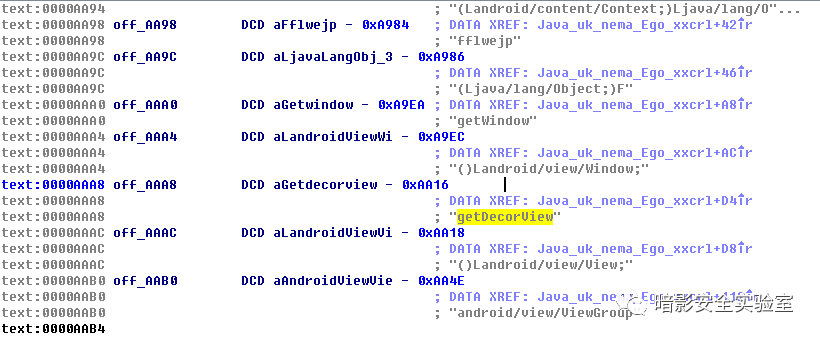 text:0000AA94 ; "(Landroid/content/Context;)Ljava/lang/O"...
text:0000AA98 off_AA98 DCD aFflwejp - 0xA984 ; DATA XREF: Java_uk_nema_Ego_xxcrl+42↑r
text:0000AA98 ; "fflwejp"
text:0000AA9C off_AA9C DCD aLjavaLangObj_3 - 0xA986
text:0000AA9C ; DATA XREF: Java_uk_nema_Ego_xxcrl+46↑r
text:0000AA9C ; "(Ljava/lang/Object;)F"
text:0000AAA0 off_AAA0 DCD aGetwindow - 0xA9EA ; DATA XREF: Java_uk_nema_Ego_xxcrl+A8↑r
text:0000AAA0 ; "getWindow"
text:0000AAA4 off_AAA4 DCD aLandroidViewWi - 0xA9EC
text:0000AAA4 ; DATA XREF: Java_uk_nema_Ego_xxcrl+AC↑r
text:0000AAA4 ; "()Landroid/view/Window;"
text:0000AAA8 off_AAA8 DCD aGetdecorview - 0xAA16
text:0000AAA8 ; DATA XREF: Java_uk_nema_Ego_xxcrl+D4↑r
text:0000AAA8 ; "getDecorView"
text:0000AAAC off_AAAC DCD aLandroidViewVi - 0xAA18
text:0000AAAC ; DATA XREF: Java_uk_nema_Ego_xxcrl+D8↑r
text:0000AAAC ; "()Landroid/view/View;"
text:0000AAB0 off_AAB0 DCD aAndroidViewVie - 0xAA4E
text:0000AAB0 ; DATA XREF:
text:0000AAB0 ; "android/view/ViewGroup"
text:0000AAB4
暗影安全实验室